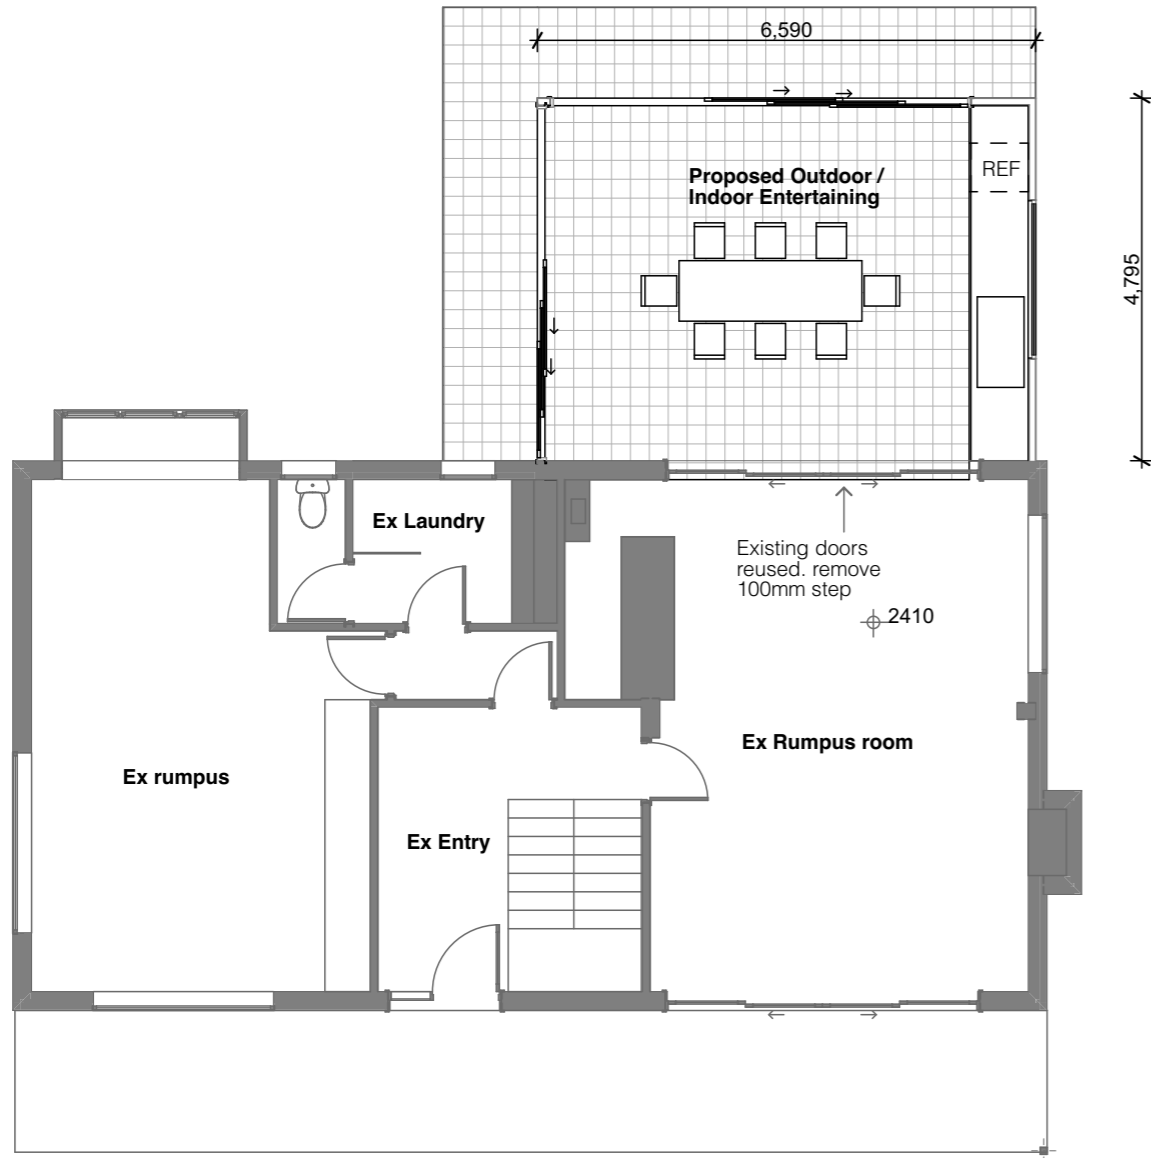 6,590
Proposed Outdoor /
Indoor Entertaining
REF
4,795
Ex Laundry
Existing doors
reused. remove
100mm step
2410
Ex Rumpus room
Ex rumpus
Ex Entry